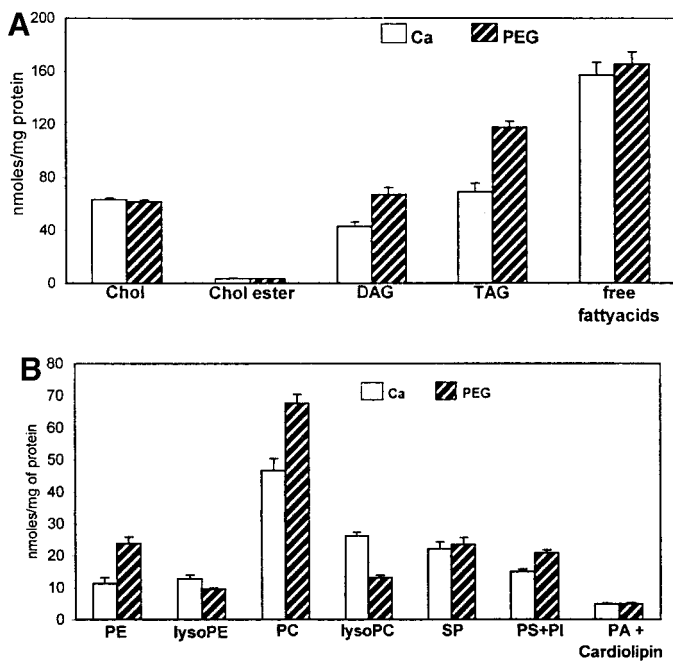 A
200
Ca PEG
160
120
80
40
0
nmoles/mg protein
Chol Chol ester DAG TAG free
fattyacids
B
80
Ca PEG
70
60
50
40
30
20
10
0
nmoles/mg of protein
PE lysoPE PC lysoPC SP PS+PI PA +
Cardiolipin